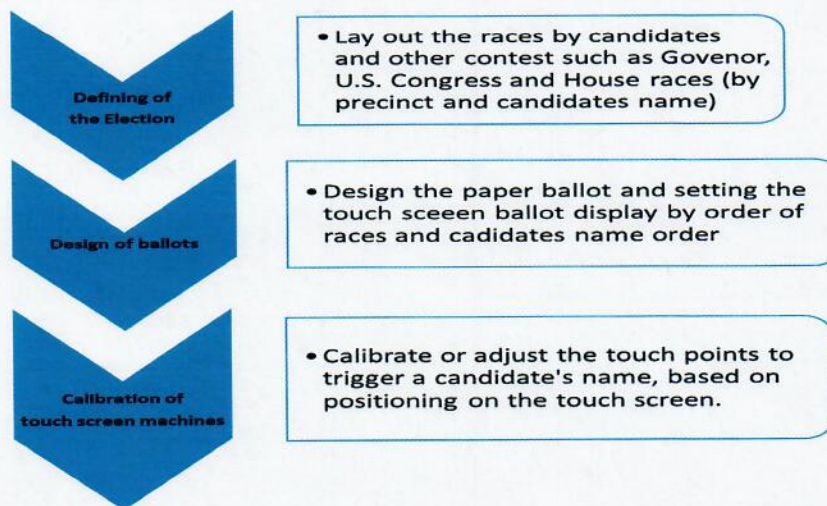 Defining of
the Election
• Lay out the races by candidates
and other contest such as Govenor,
U.S. Congress and House races (by
precinct and candidates name)
Design of ballots
• Design the paper ballot and setting the
touch sceeen ballot display by order of
races and cadidates name order
Calibration of
touch screen machines
• Calibrate or adjust the touch points to
trigger a candidate's name, based on
positioning on the touch screen.